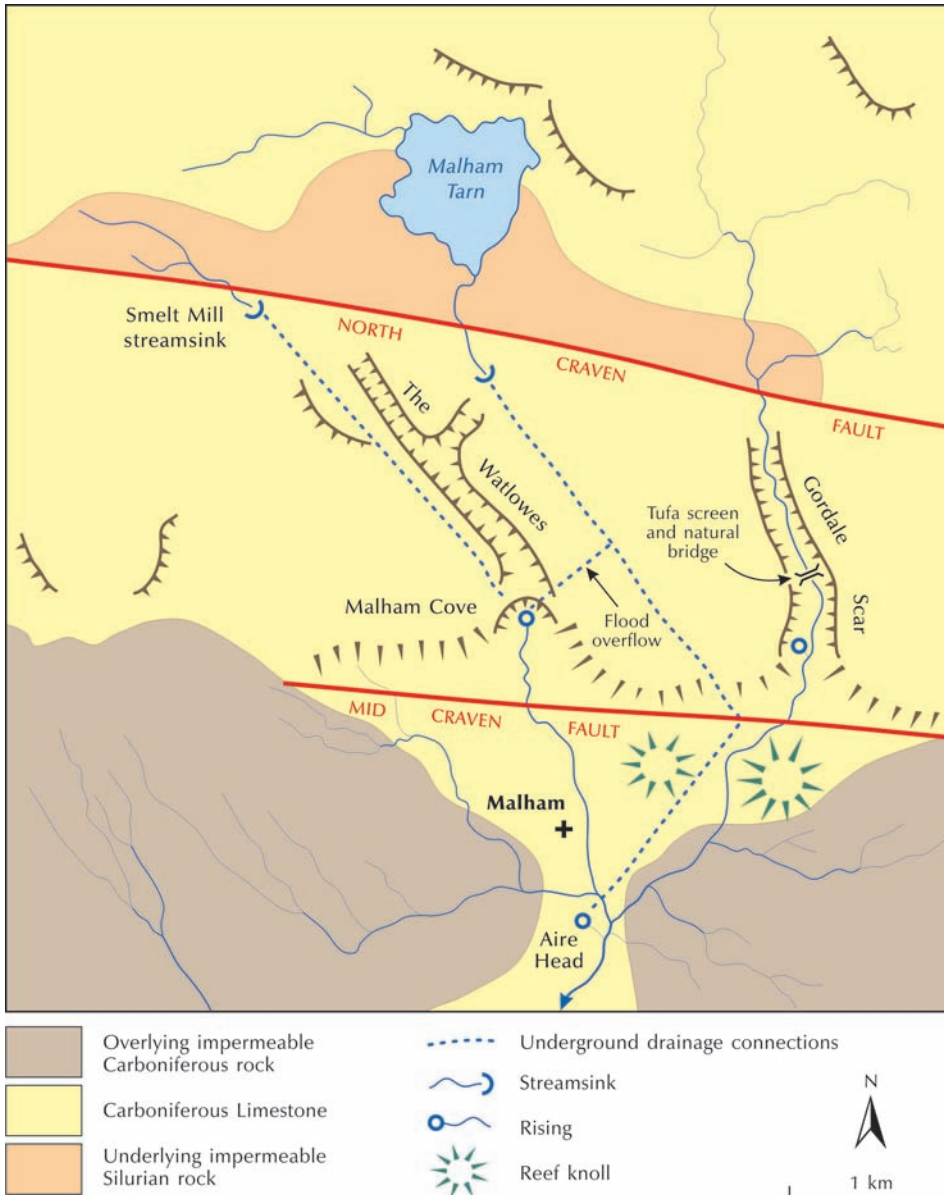 Malham
Tarn
Smelt Mill
streamsink
NORTH
CRAVEN
FAULT
The
Watlowes
Gordale
Scar
Tufa screen
and natural
bridge
Malham Cove
Flood
overflow
MID
CRAVEN
FAULT
Malham
Aire
Head
Overlying impermeable
Carboniferous rock
Carboniferous Limestone
Underlying impermeable
Silurian rock
Underground drainage connections
Streamsink
Rising
Reef knoll
N
1 km